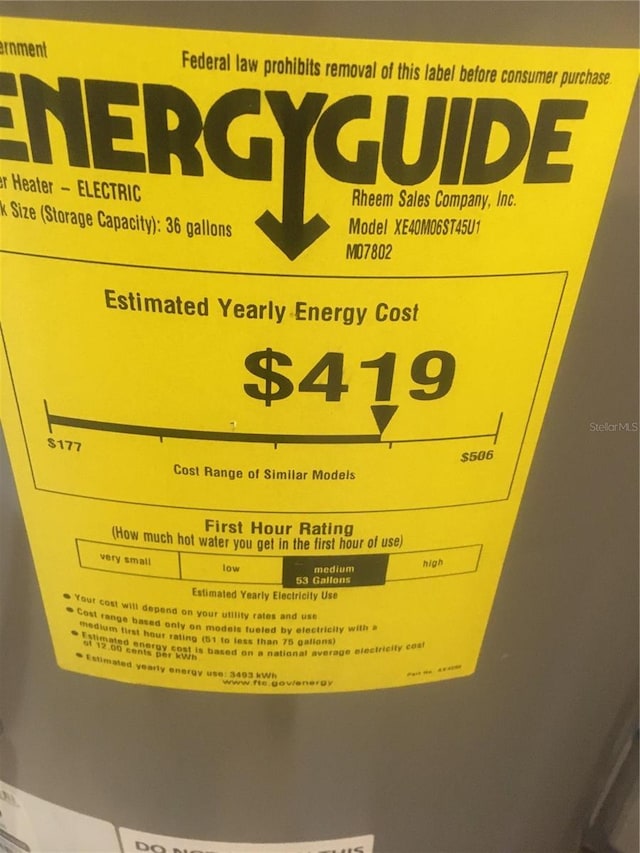 ernment
Federal law prohibits removal of this label before consumer purchase.
ENERGYGUIDE
er Heater – ELECTRIC
k Size (Storage Capacity): 36 gallons
Rheem Sales Company, Inc.
Model XE40M06ST45U1
M07802
Estimated Yearly Energy Cost
$419
$177
$506
Cost Range of Similar Models
First Hour Rating
(How much hot water you get in the first hour of use)
very small
low
medium
53 Gallons
high
Estimated Yearly Electricity Use
• Your cost will depend on your utility rates and use
• Cost range based only on models fueled by electricity with a
medium first hour rating (51 to less than 75 gallons)
• Estimated energy cost is based on a national average electricity cost
of 12.00 cents per kWh
• Estimated yearly energy use: 3493 kWh
www.ftc.gov/energy
Part No.
StellarMLS
DO
THIS